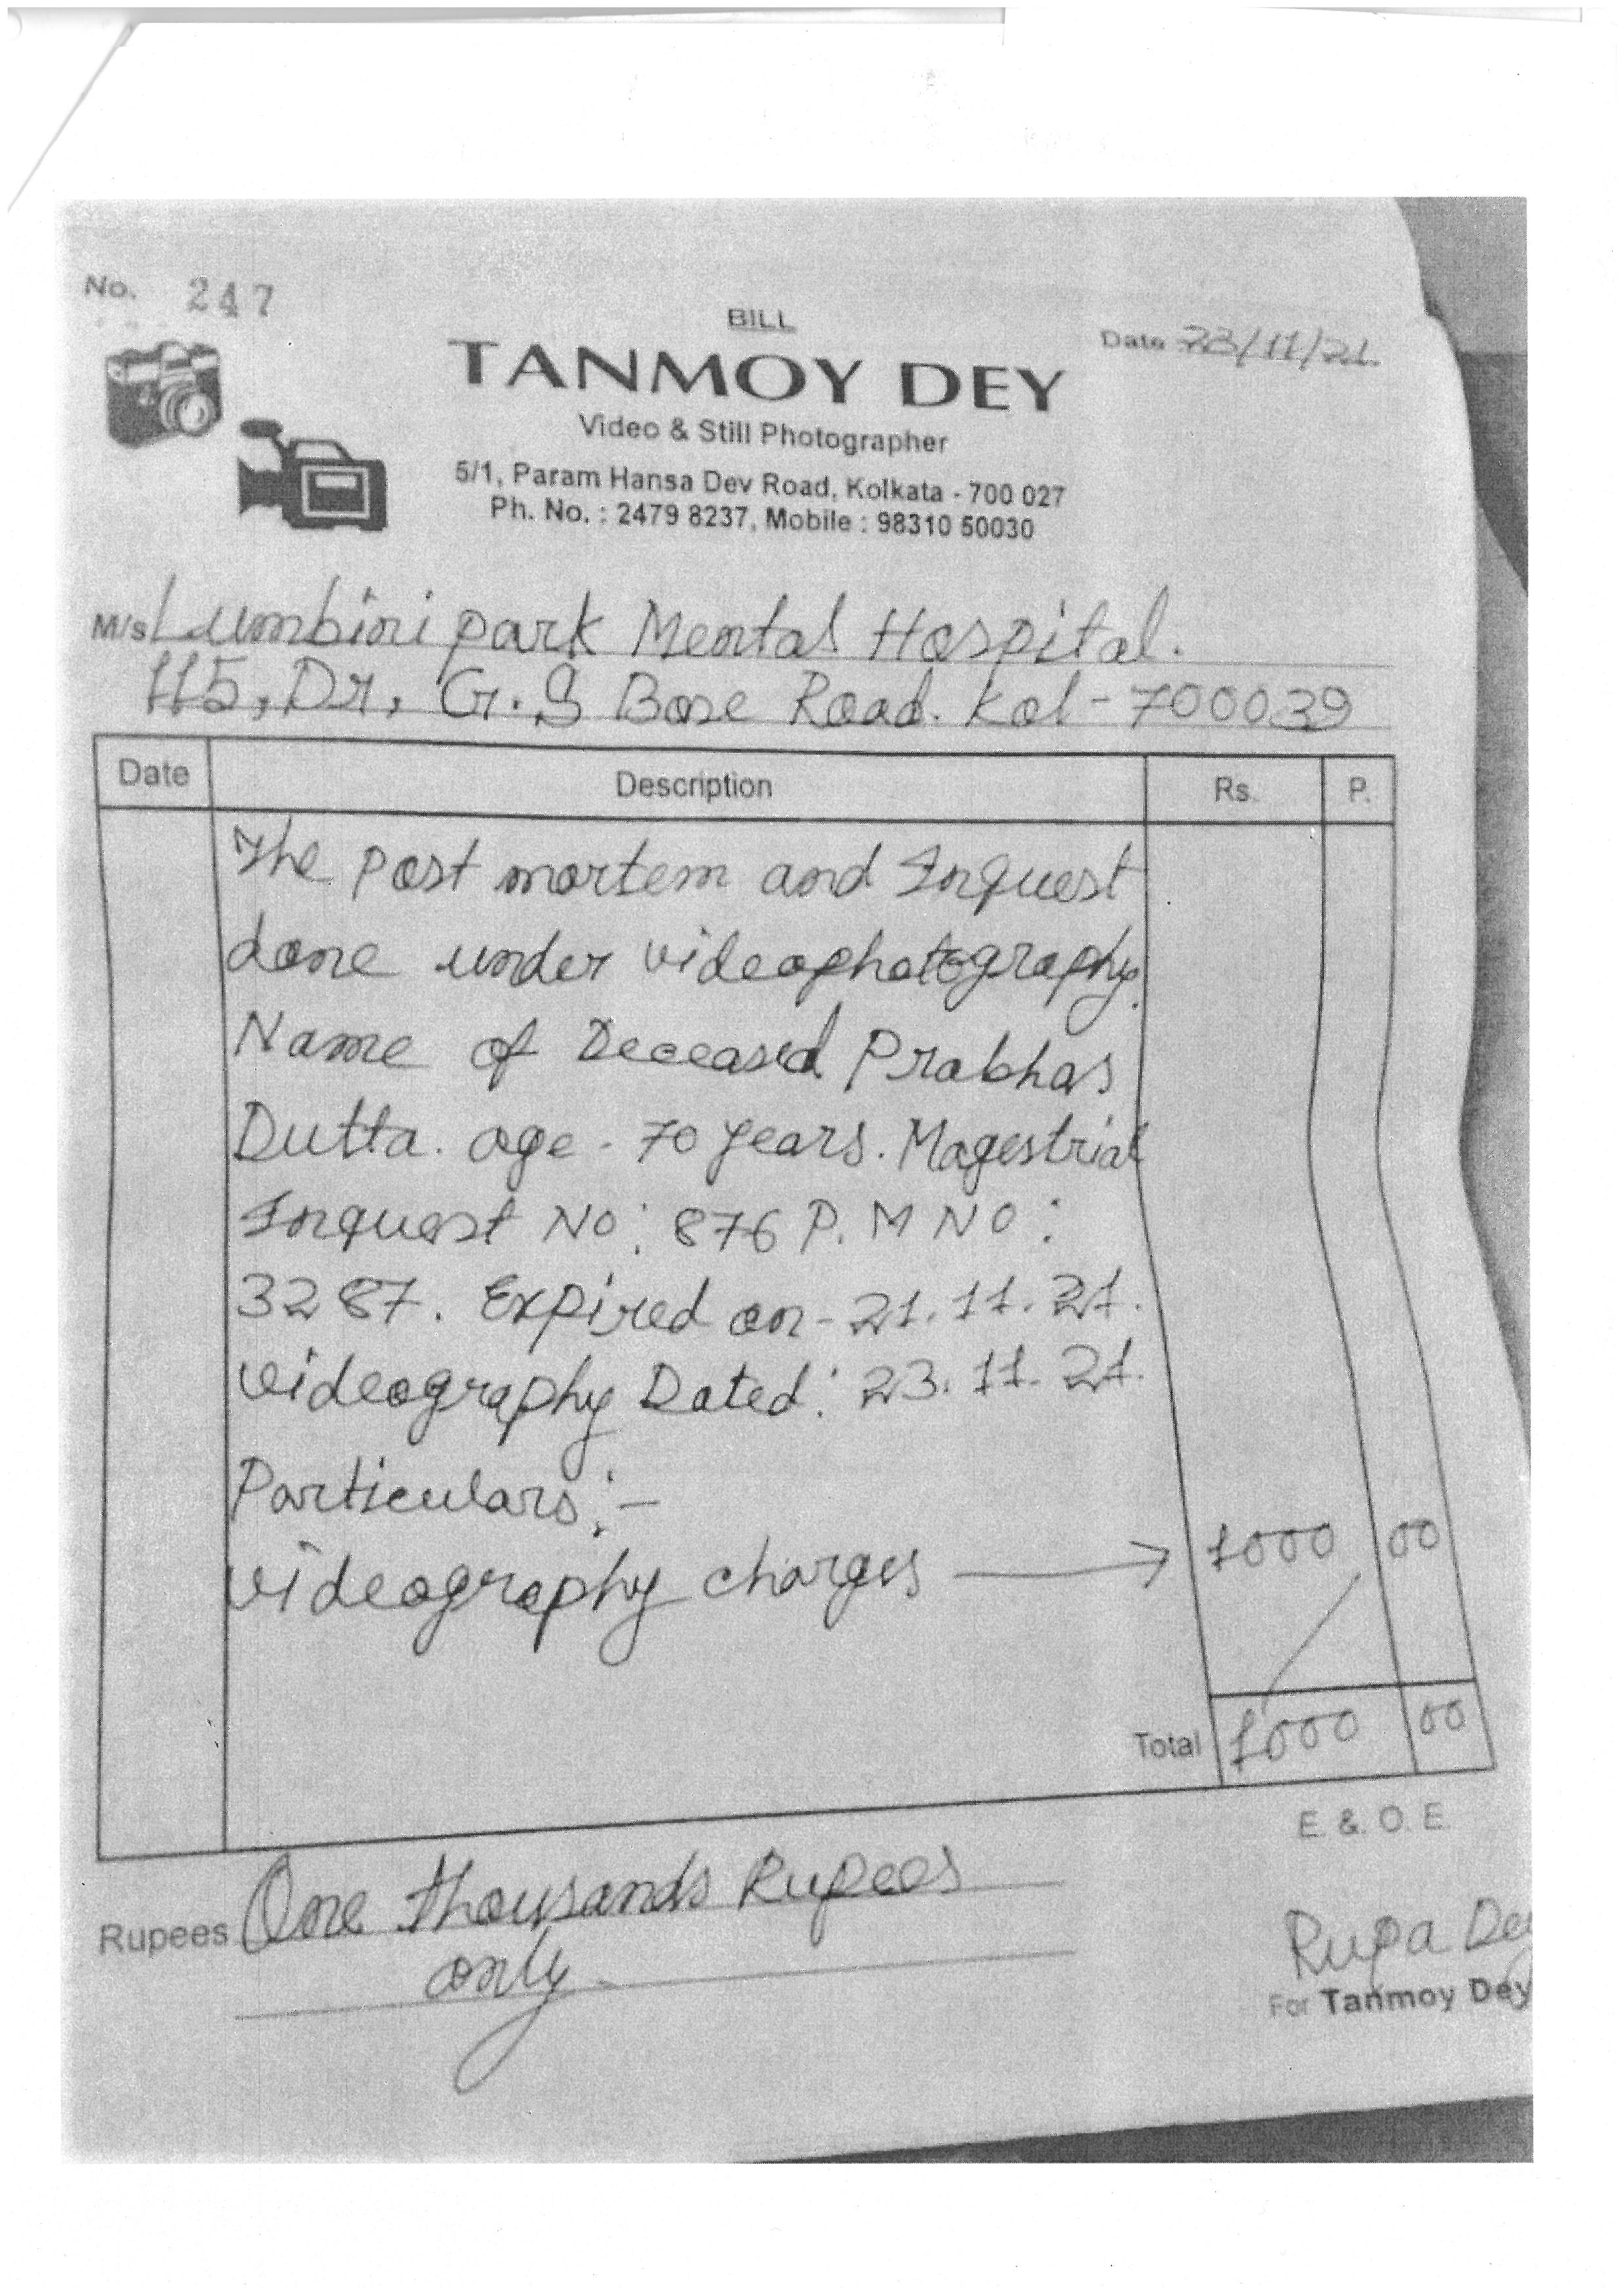 No. 247
BILL
Date 23/11/21
TANMOY DEY
Video & Still Photographer
5/1, Param Hansa Dev Road, Kolkata - 700 027
Ph. No. : 2479 8237, Mobile : 98310 50030
M/s Lumbini park Mental Hospital.
115, Dr, G.S Bose Road. Kol - 700039
Date Description Rs. P.
The post mortem and Inquest
done under videophotography.
Name of Deceased Prabhas
Dutta. age - 70 years. Magestrial
Inquest No: 876 P.M NO:
3287. Expired on - 21.11.21.
videography Dated: 23.11.21.
Particulars:-
videography charges → 1000 00
Total 1000 00
E. & O. E.
Rupees One thousands Rupees
only
Rupa Dey
For Tanmoy Dey